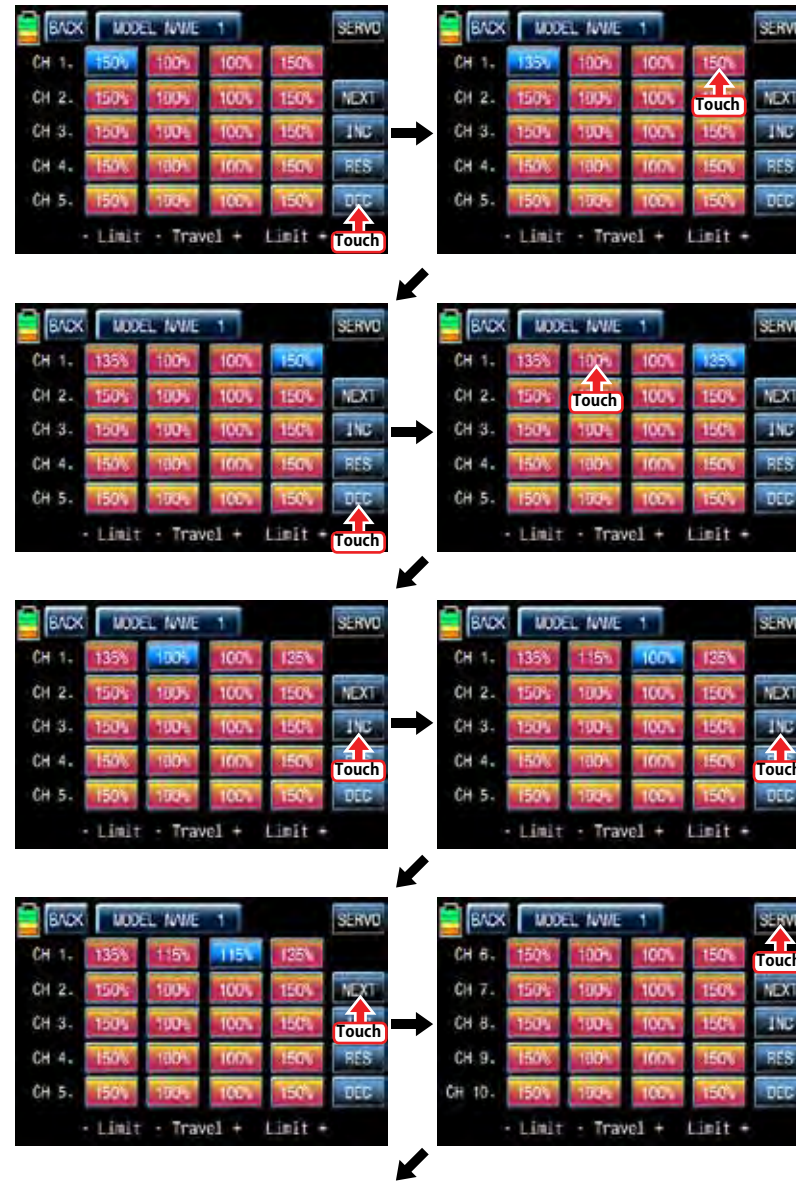 BACK MODEL NAME 1 SERVO
CH 1. 150% 100% 100% 150%
CH 2. 150% 100% 100% 150% NEXT
CH 3. 150% 100% 100% 150% INC
CH 4. 150% 100% 100% 150% RES
CH 5. 150% 100% 100% 150% DEC
- Limit - Travel + Limit + Touch
BACK MODEL NAME 1 SERVO
CH 1. 135% 100% 100% 150%
CH 2. 150% 100% 100% Touch NEXT
CH 3. 150% 100% 100% 150% INC
CH 4. 150% 100% 100% 150% RES
CH 5. 150% 100% 100% 150% DEC
- Limit - Travel + Limit +
BACK MODEL NAME 1 SERVO
CH 1. 135% 100% 100% 150%
CH 2. 150% 100% 100% 150% NEXT
CH 3. 150% 100% 100% 150% INC
CH 4. 150% 100% 100% 150% RES
CH 5. 150% 100% 100% 150% DEC
- Limit - Travel + Limit + Touch
BACK MODEL NAME 1 SERVO
CH 1. 135% 100% 100% 135%
CH 2. 150% Touch 100% 150% NEXT
CH 3. 150% 100% 100% 150% INC
CH 4. 150% 100% 100% 150% RES
CH 5. 150% 100% 100% 150% DEC
- Limit - Travel + Limit +
BACK MODEL NAME 1 SERVO
CH 1. 135% 100% 100% 135%
CH 2. 150% 100% 100% 150% NEXT
CH 3. 150% 100% 100% 150% INC
CH 4. 150% 100% 100% 150% Touch
CH 5. 150% 100% 100% 150% DEC
- Limit - Travel + Limit +
BACK MODEL NAME 1 SERVO
CH 1. 135% 115% 100% 135%
CH 2. 150% 100% 100% 150% NEXT
CH 3. 150% 100% 100% 150% INC
CH 4. 150% 100% 100% 150% Touch
CH 5. 150% 100% 100% 150% DEC
- Limit - Travel + Limit +
BACK MODEL NAME 1 SERVO
CH 1. 135% 115% 115% 135%
CH 2. 150% 100% 100% 150% NEXT
CH 3. 150% 100% 100% 150% Touch
CH 4. 150% 100% 100% 150% RES
CH 5. 150% 100% 100% 150% DEC
- Limit - Travel + Limit +
BACK MODEL NAME 1 SERVO
CH 6. 150% 100% 100% 150% Touch
CH 7. 150% 100% 100% 150% NEXT
CH 8. 150% 100% 100% 150% INC
CH 9. 150% 100% 100% 150% RES
CH 10. 150% 100% 100% 150% DEC
- Limit - Travel + Limit +